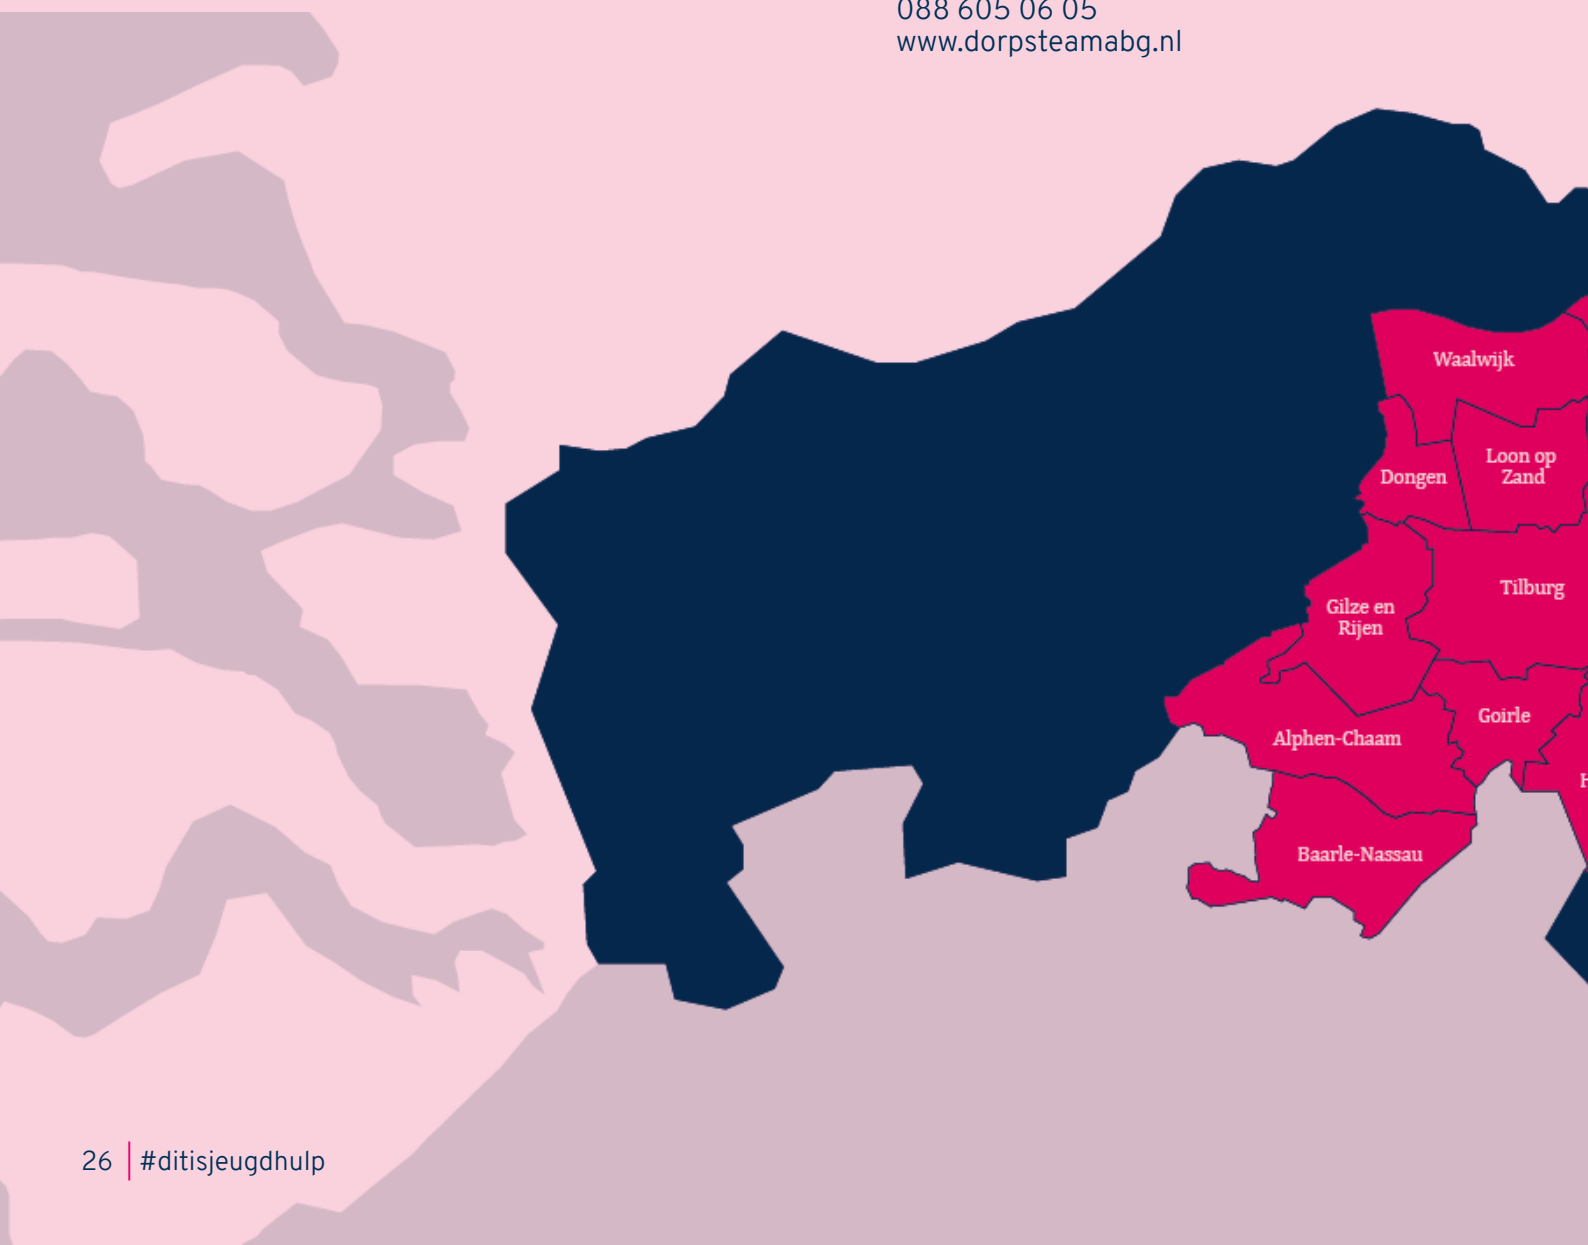 088 605 06 05
www.dorpsteamabg.nl
Waalwijk
Loon op
Zand
Dongen
Tilburg
Gilze en
Rijen
Goirle
Alphen-Chaam
Baarle-Nassau
26 #ditisjeugdhulp